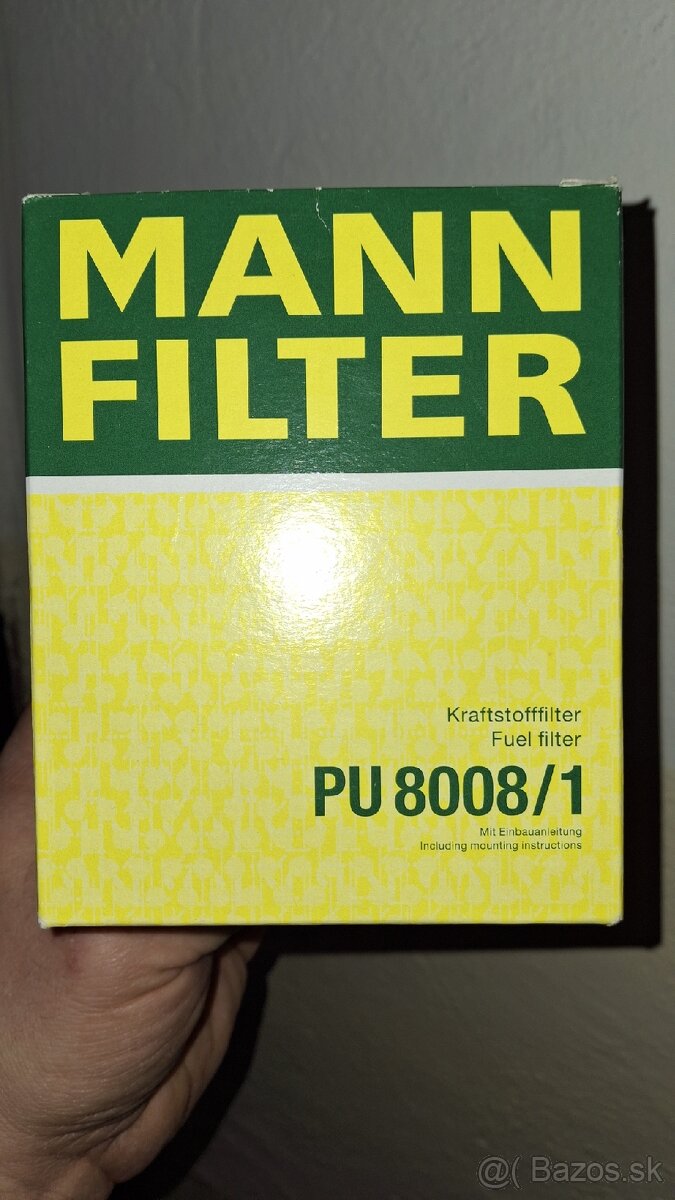 MANN
FILTER
Kraftstofffilter
Fuel filter
PU 8008/1
Mit Einbauanleitung
Including mounting instructions
@( Bazos.sk